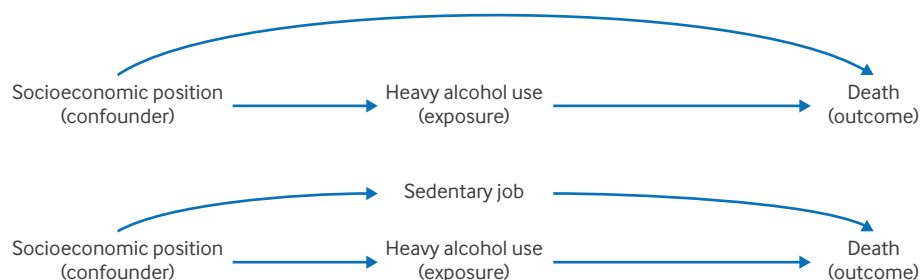 Socioeconomic position
(confounder)
Heavy alcohol use
(exposure)
Death
(outcome)
Sedentary job
Socioeconomic position
(confounder)
Heavy alcohol use
(exposure)
Death
(outcome)